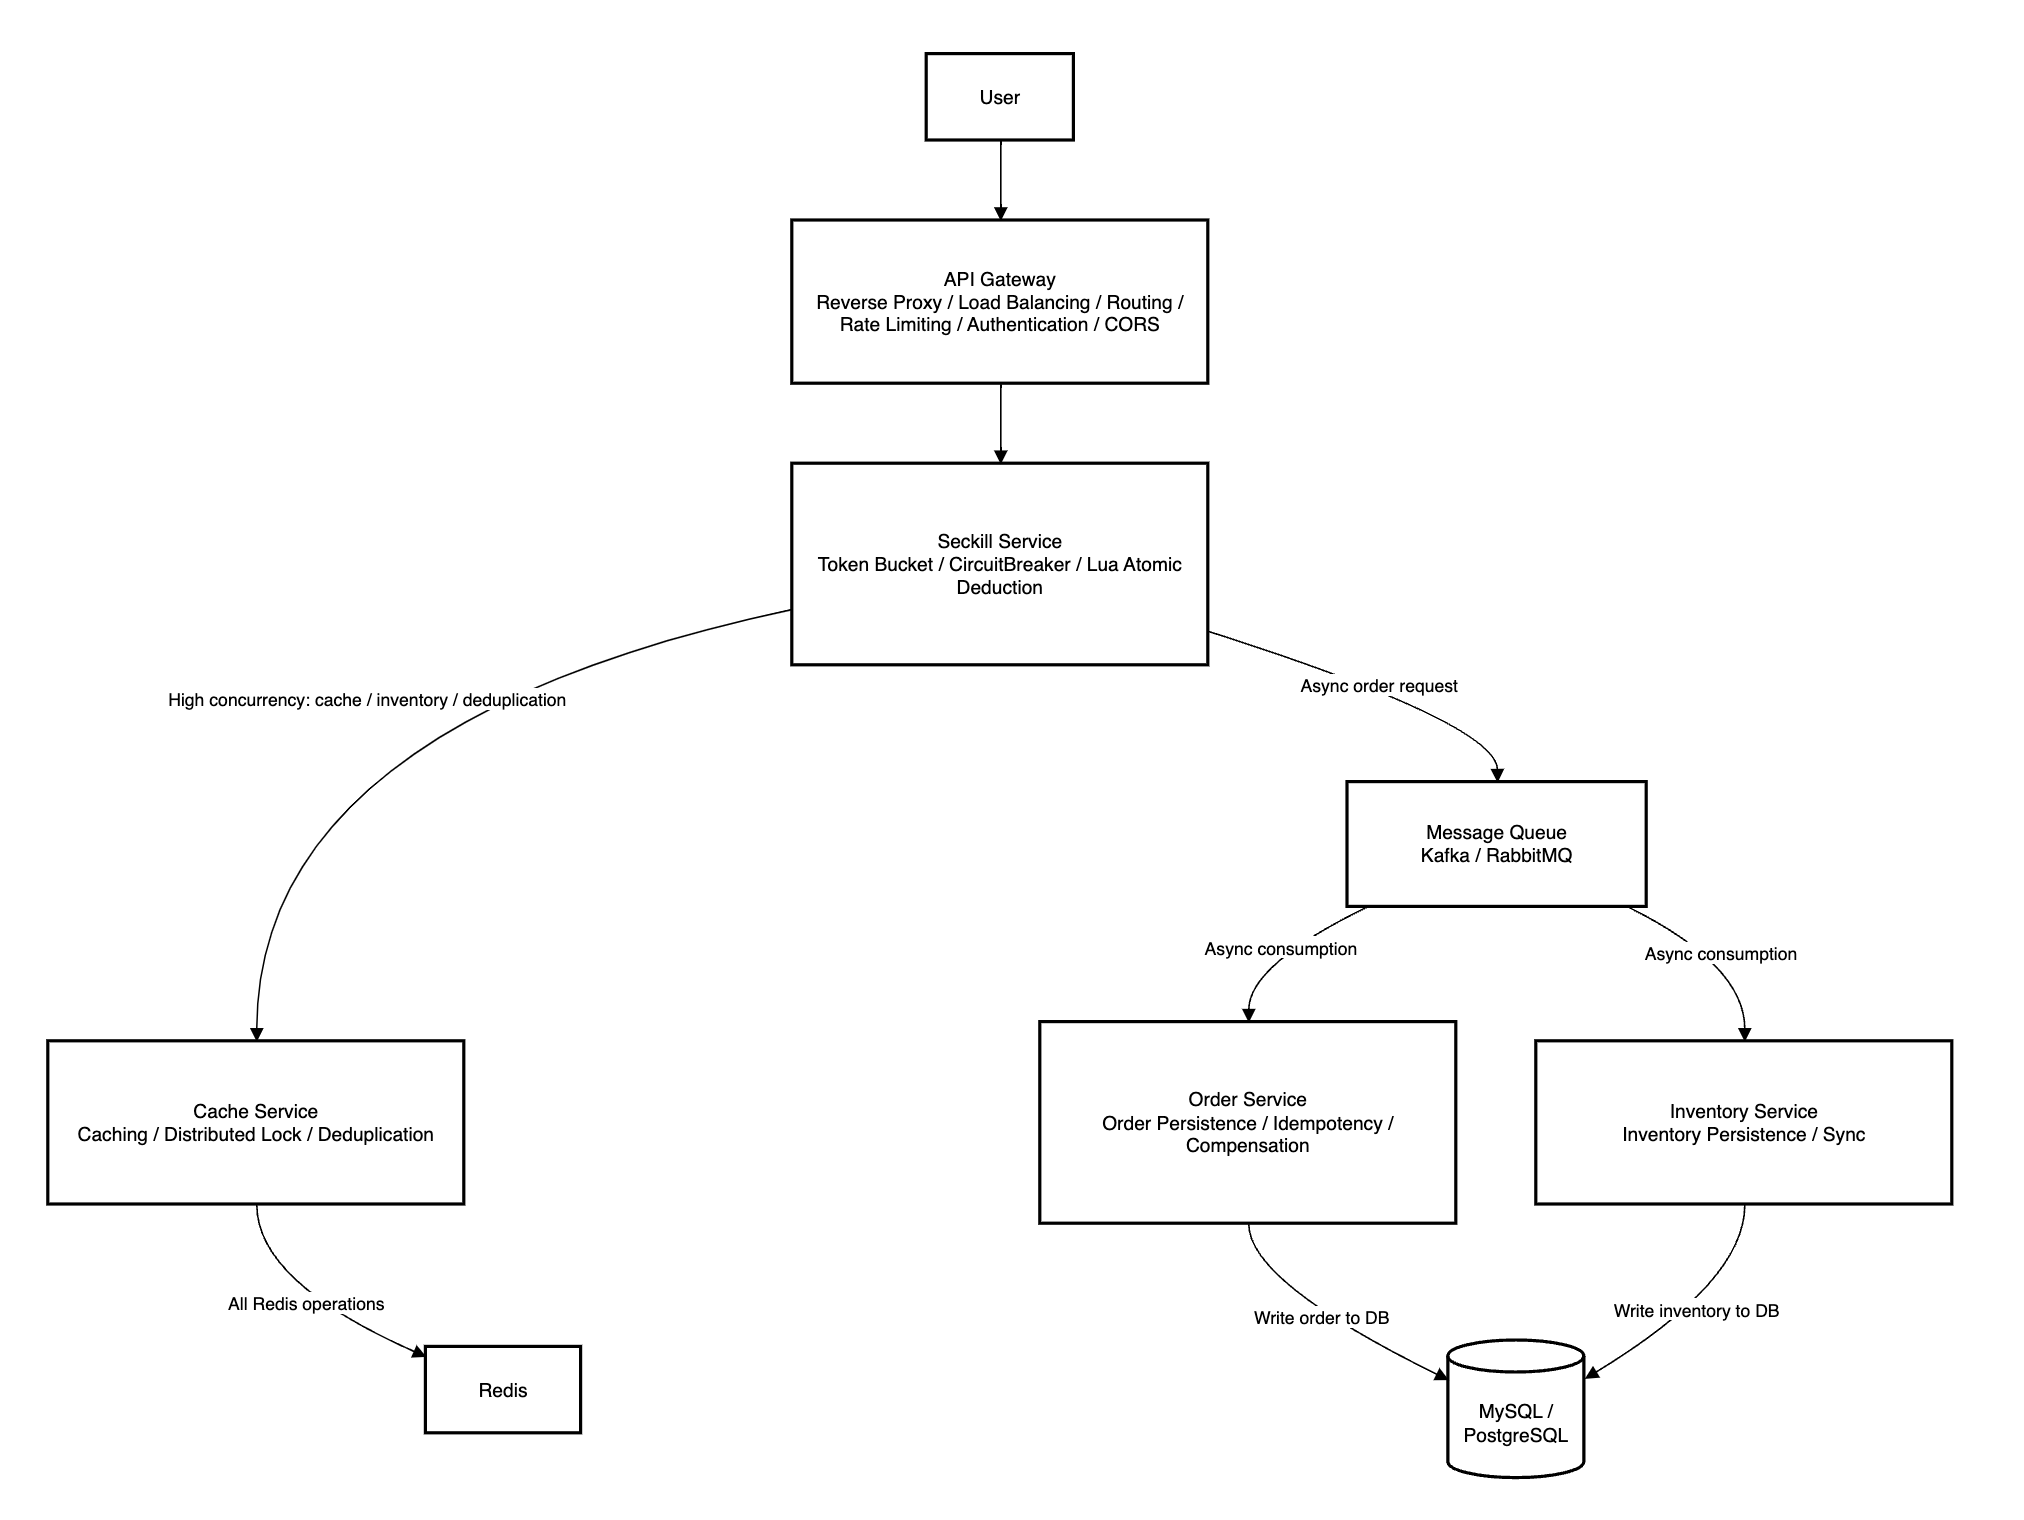 User
API Gateway
Reverse Proxy / Load Balancing / Routing /
Rate Limiting / Authentication / CORS
Seckill Service
Token Bucket / CircuitBreaker / Lua Atomic
Deduction
High concurrency: cache / inventory / deduplication
Async order request
Message Queue
Kafka / RabbitMQ
Async consumption
Async consumption
Cache Service
Caching / Distributed Lock / Deduplication
Order Service
Order Persistence / Idempotency /
Compensation
Inventory Service
Inventory Persistence / Sync
All Redis operations
Write order to DB
Write inventory to DB
Redis
MySQL /
PostgreSQL